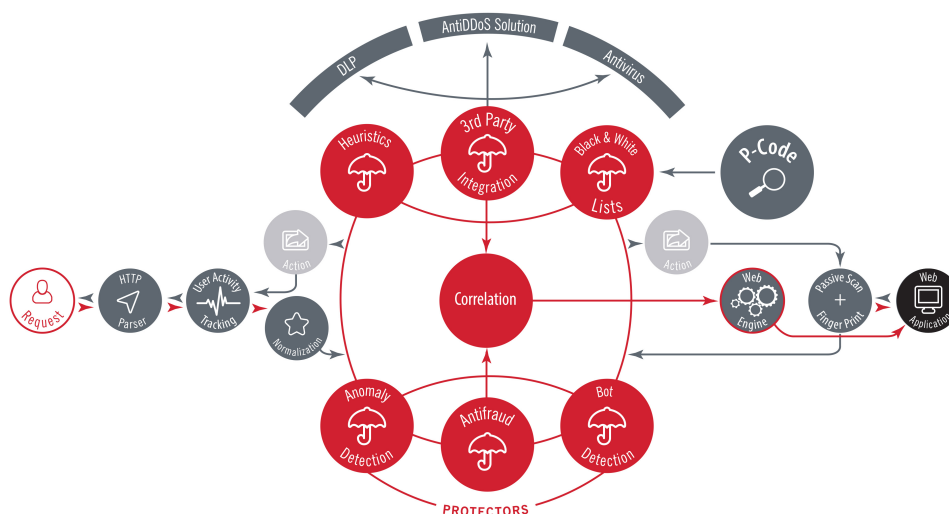 AntiDDoS Solution
DLP
Antivirus
Heuristics
3rd Party
Integration
Black & White
Lists
P-Code
Action
Action
Request
HTTP
Parser
User Activity
Tracking
Normalization
Correlation
Web
Engine
Passive Scan
+
Finger Print
Web
Application
Anomaly
Detection
Antifraud
Bot
Detection
PROTECTORS